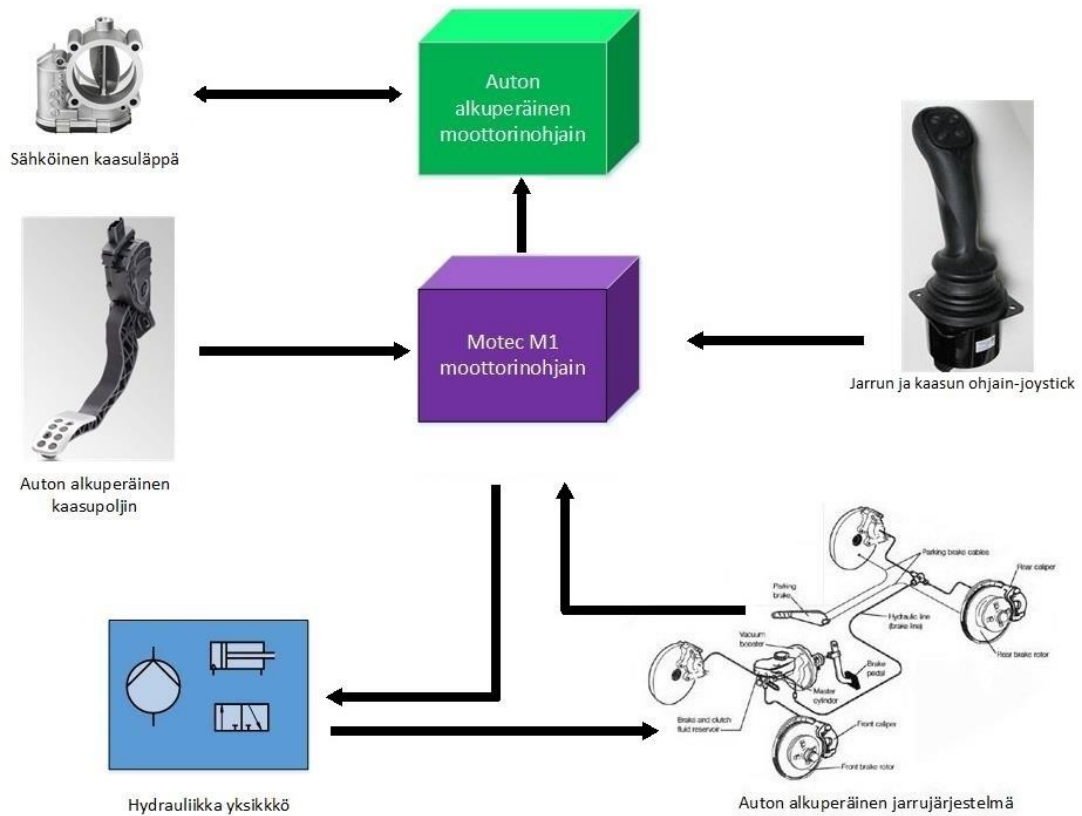 Auton
alkuperäinen
moottorinohjain
Sähköinen kaasuläppä
Motec M1
moottorinohjain
Jarrun ja kaasun ohjain-joystick
Auton alkuperäinen
kaasupoljin
Parking brake cables
Rear caliper
Parking
brake
Hydraulic line
(brake line)
Vacuum
booster
Rear brake rotor
Brake
pedal
Master
cylinder
Brake and clutch
fluid reservoir
Front caliper
Front brake rotor
Hydrauliikka yksikkkö
Auton alkuperäinen jarrujärjestelmä